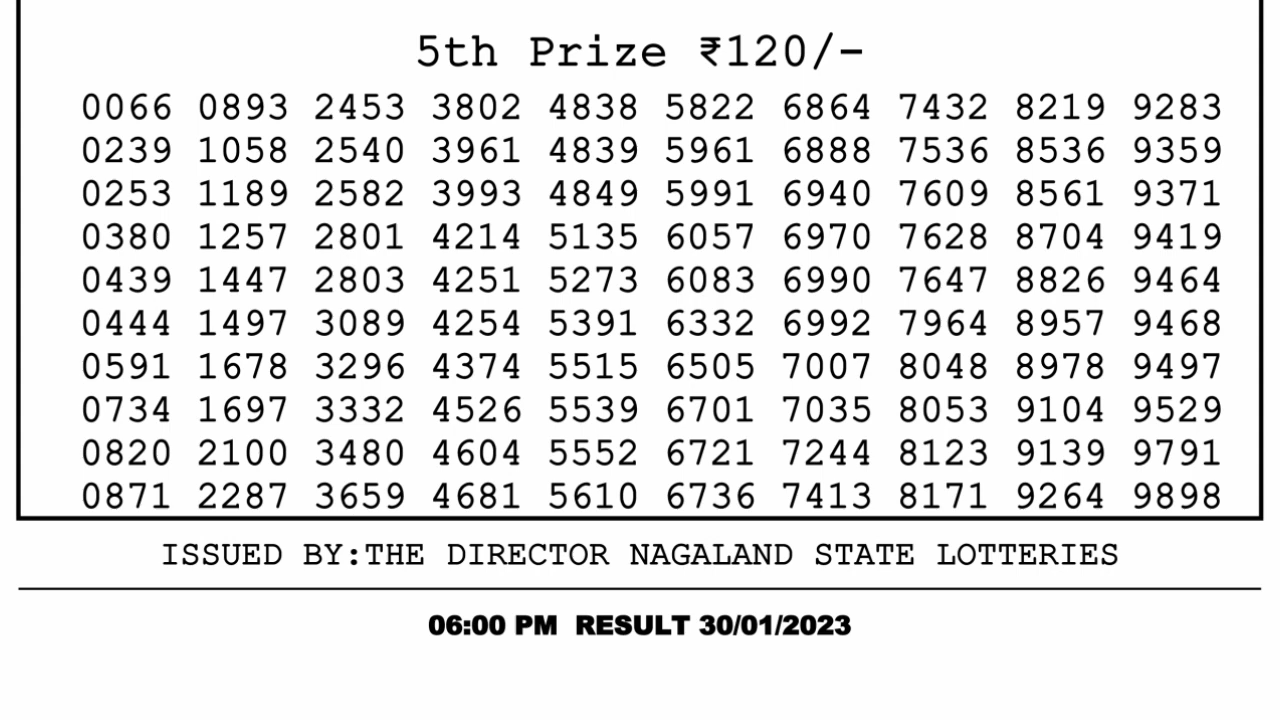 5th Prize ₹120/-
0066 0893 2453 3802 4838 5822 6864 7432 8219 9283
0239 1058 2540 3961 4839 5961 6888 7536 8536 9359
0253 1189 2582 3993 4849 5991 6940 7609 8561 9371
0380 1257 2801 4214 5135 6057 6970 7628 8704 9419
0439 1447 2803 4251 5273 6083 6990 7647 8826 9464
0444 1497 3089 4254 5391 6332 6992 7964 8957 9468
0591 1678 3296 4374 5515 6505 7007 8048 8978 9497
0734 1697 3332 4526 5539 6701 7035 8053 9104 9529
0820 2100 3480 4604 5552 6721 7244 8123 9139 9791
0871 2287 3659 4681 5610 6736 7413 8171 9264 9898
ISSUED BY:THE DIRECTOR NAGALAND STATE LOTTERIES
06:00 PM RESULT 30/01/2023